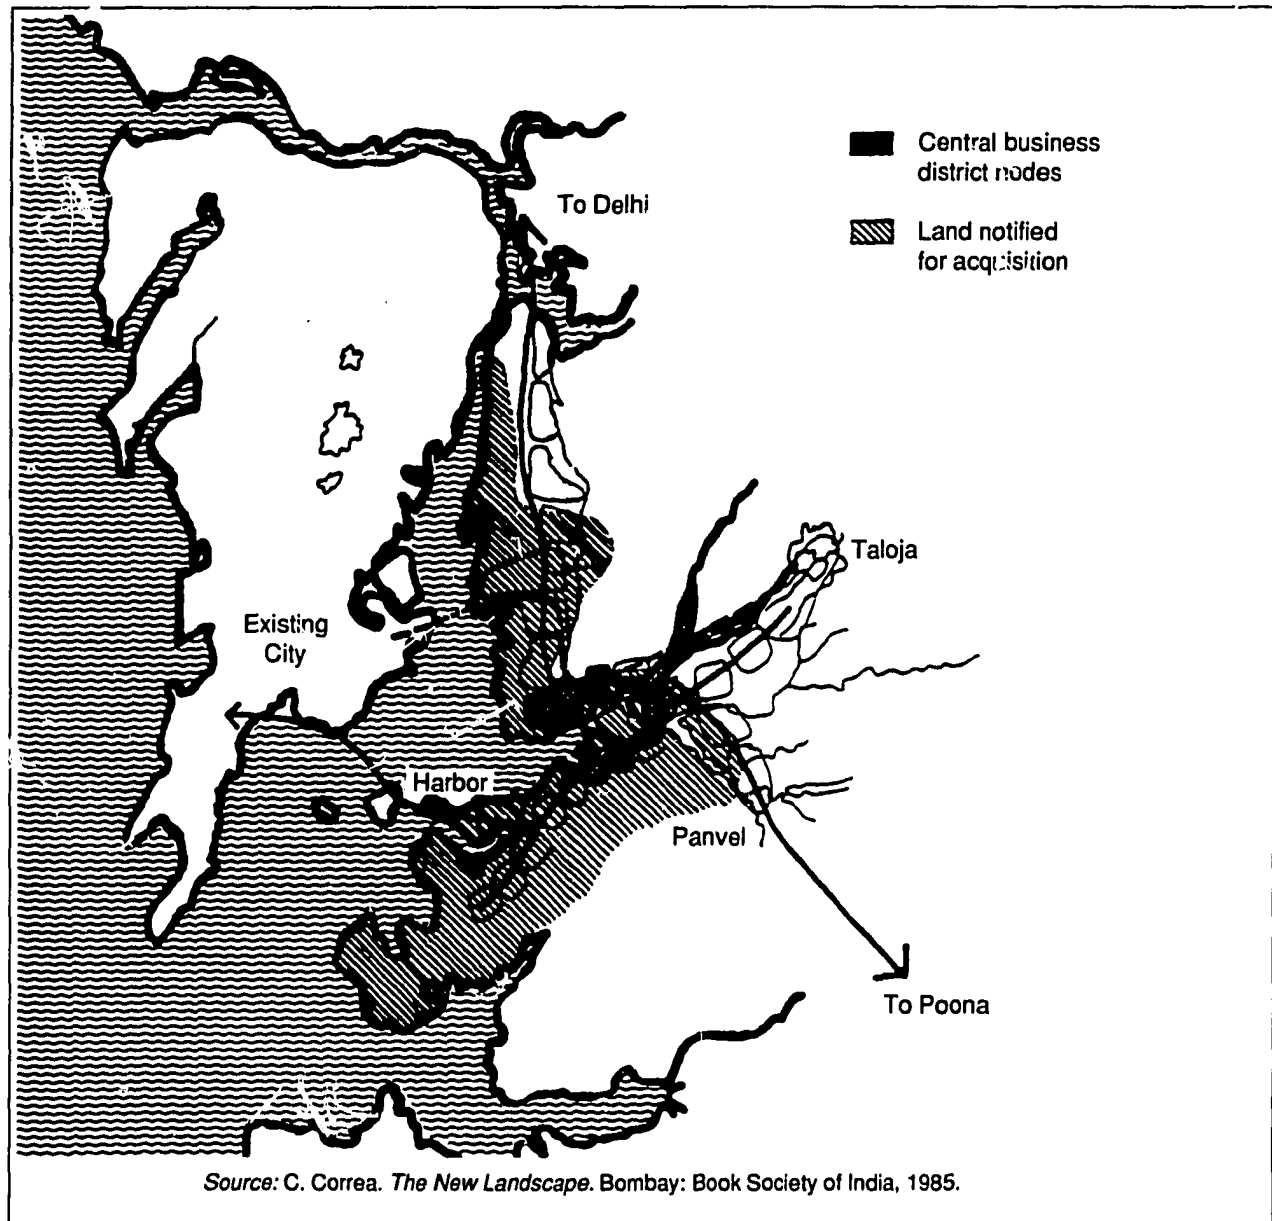 Central business
district nodes
To Delhi
Land notified
for acquisition
Taloja
Existing
City
Harbor
Panvel
To Poona
Source: C. Correa. The New Landscape. Bombay: Book Society of India, 1985.